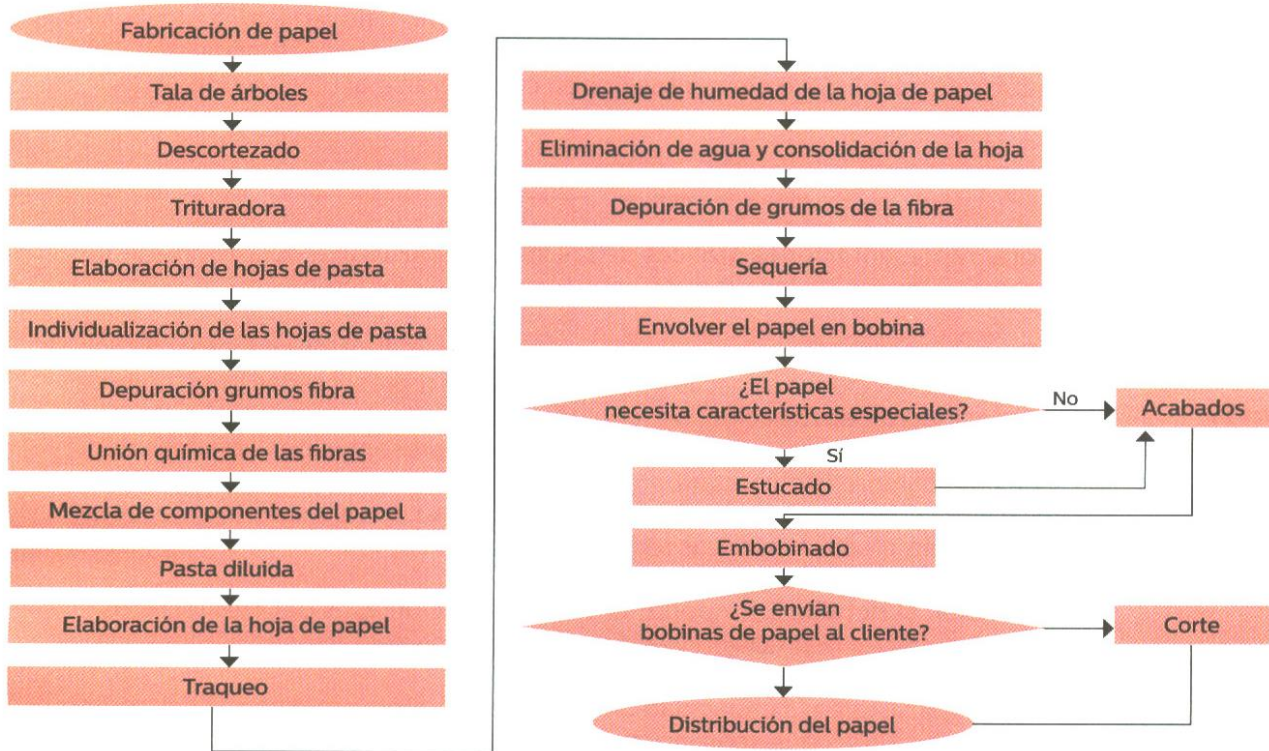 Fabricación de papel
Tala de árboles
Descortezado
Trituradora
Elaboración de hojas de pasta
Individualización de las hojas de pasta
Depuración grumos fibra
Unión química de las fibras
Mezcla de componentes del papel
Pasta diluida
Elaboración de la hoja de papel
Traqueo
Drenaje de humedad de la hoja de papel
Eliminación de agua y consolidación de la hoja
Depuración de grumos de la fibra
Sequería
Envolver el papel en bobina
¿El papel
necesita características especiales?
No
Acabados
Sí
Estucado
Embobinado
¿Se envían
bobinas de papel al cliente?
Corte
Distribución del papel